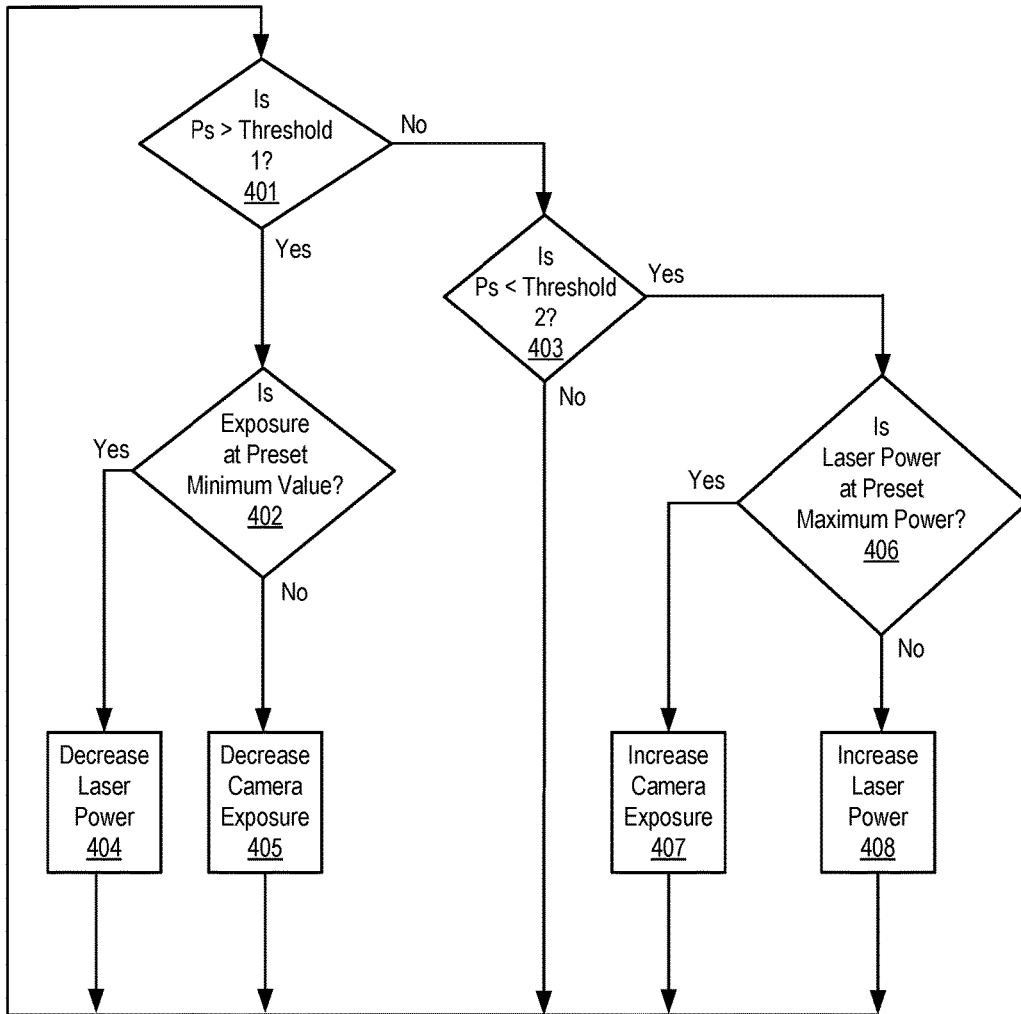 Is
Ps > Threshold
1?
401
No
Yes
Is
Ps < Threshold
2?
403
Yes
No
Is
Exposure
at Preset
Minimum Value?
402
Yes
No
Is
Laser Power
at Preset
Maximum Power?
406
Yes
No
Decrease
Laser
Power
404
Decrease
Camera
Exposure
405
Increase
Camera
Exposure
407
Increase
Laser
Power
408